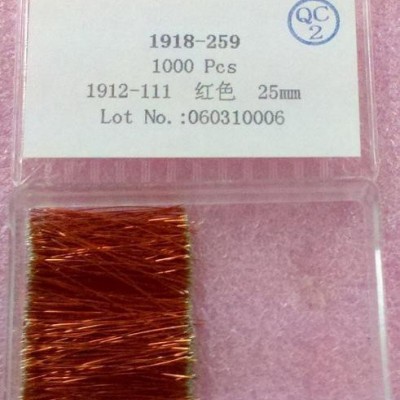 QC
2
1918-259
1000 Pcs
1912-111 红色 25mm
Lot No.:060310006